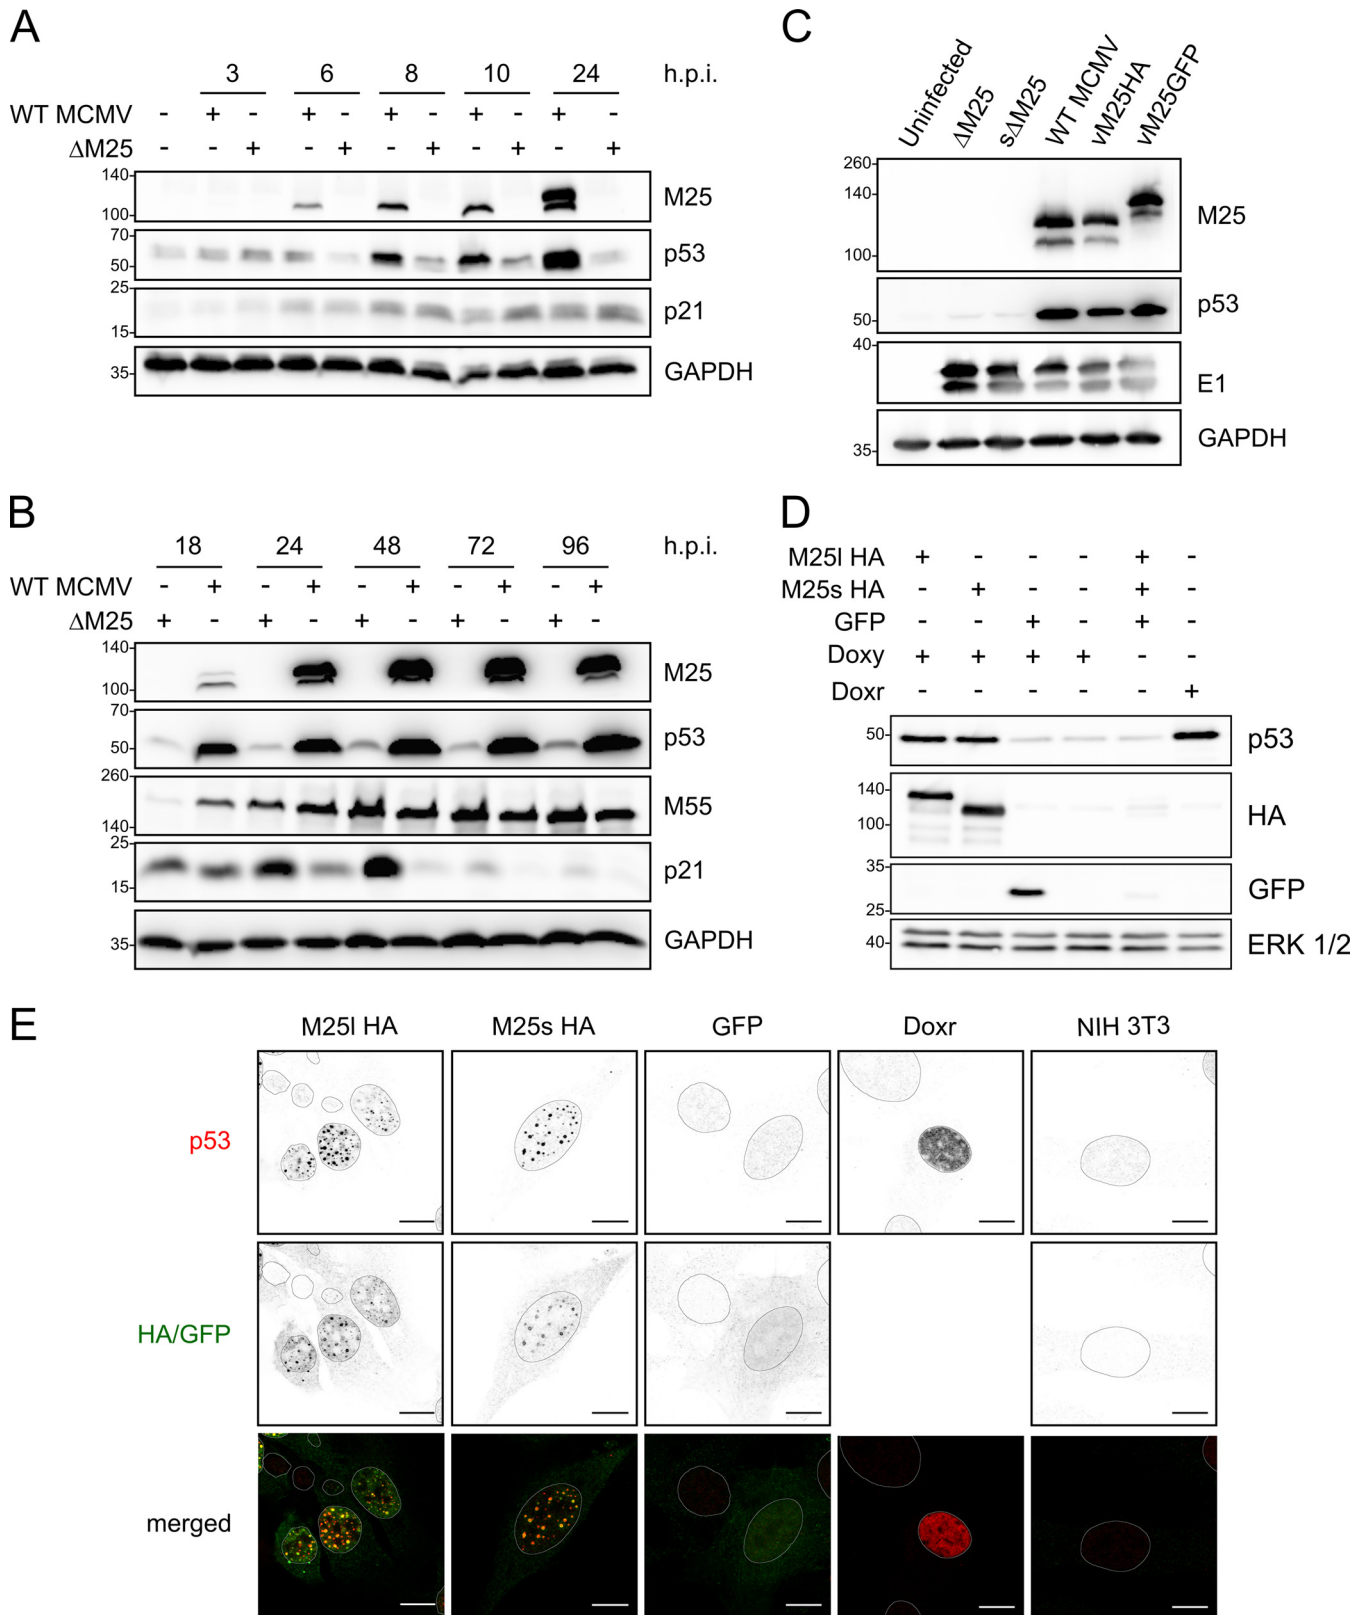 A
3 6 8 10 24 h.p.i.
WT MCMV - + - + - + - + - + -
ΔM25 - - + - + - + - + - +
140
100
M25
70
50
p53
25
15
p21
35
GAPDH
B
18 24 48 72 96 h.p.i.
WT MCMV - + - + - + - + - +
ΔM25 + - + - + - + - + -
140
100
M25
70
50
p53
260
140
M55
25
15
p21
35
GAPDH
C
Uninfected
ΔM25
sΔM25
WT MCMV
vM25HA
vM25GFP
260
140
100
M25
50
p53
40
E1
35
GAPDH
D
M25l HA + - - - + -
M25s HA - + - - + -
GFP - - + - + -
Doxy + + + + - -
Doxr - - - - - +
50
p53
140
100
HA
35
25
GFP
40
ERK 1/2
E
M25l HA M25s HA GFP Doxr NIH 3T3
p53
HA/GFP
merged